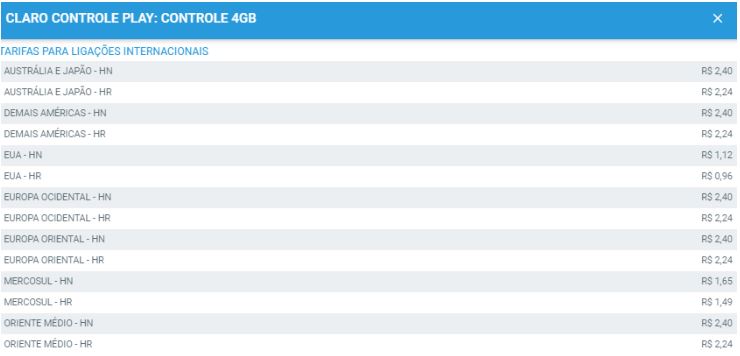 CLARO CONTROLE PLAY: CONTROLE 4GB ×
TARIFAS PARA LIGAÇÕES INTERNACIONAIS
AUSTRÁLIA E JAPÃO - HN R$ 2,40
AUSTRÁLIA E JAPÃO - HR R$ 2,24
DEMAIS AMÉRICAS - HN R$ 2,40
DEMAIS AMÉRICAS - HR R$ 2,24
EUA - HN R$ 1,12
EUA - HR R$ 0,96
EUROPA OCIDENTAL - HN R$ 2,40
EUROPA OCIDENTAL - HR R$ 2,24
EUROPA ORIENTAL - HN R$ 2,40
EUROPA ORIENTAL - HR R$ 2,24
MERCOSUL - HN R$ 1,65
MERCOSUL - HR R$ 1,49
ORIENTE MÉDIO - HN R$ 2,40
ORIENTE MÉDIO - HR R$ 2,24